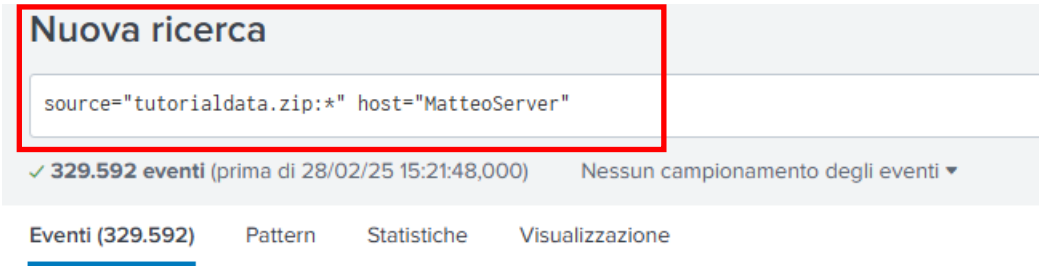 Nuova ricerca
source="tutorialdata.zip:*" host="MatteoServer"
✓ 329.592 eventi (prima di 28/02/25 15:21:48,000) Nessun campionamento degli eventi ▾
Eventi (329.592) Pattern Statistiche Visualizzazione